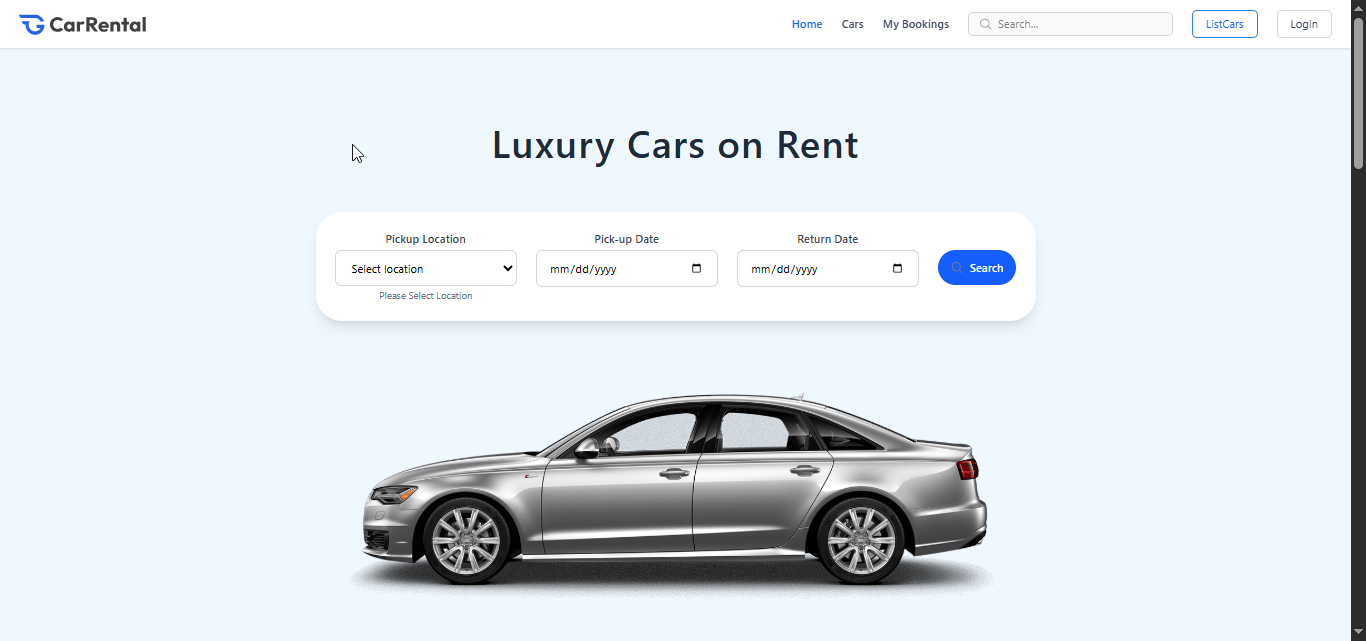 CarRental
Home
Cars
My Bookings
Search...
ListCars
Login
Luxury Cars on Rent
Pickup Location
Select location
Please Select Location
Pick-up Date
mm/dd/yyyy
Return Date
mm/dd/yyyy
Search